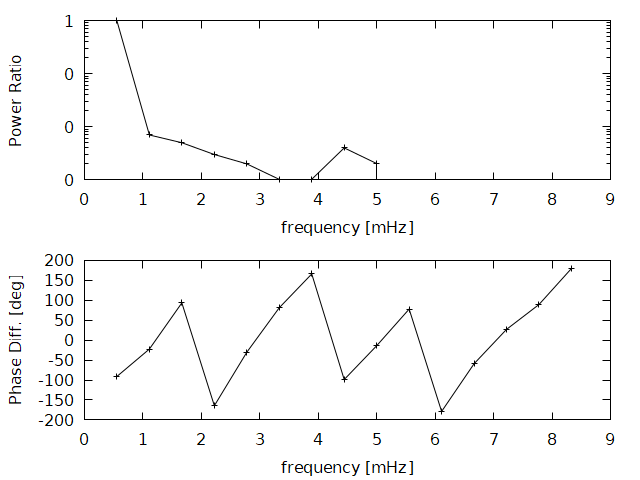 1
0
0
0
Power Ratio
0 1 2 3 4 5 6 7 8 9
frequency [mHz]
200
150
100
50
0
-50
-100
-150
-200
Phase Diff. [deg]
0 1 2 3 4 5 6 7 8 9
frequency [mHz]